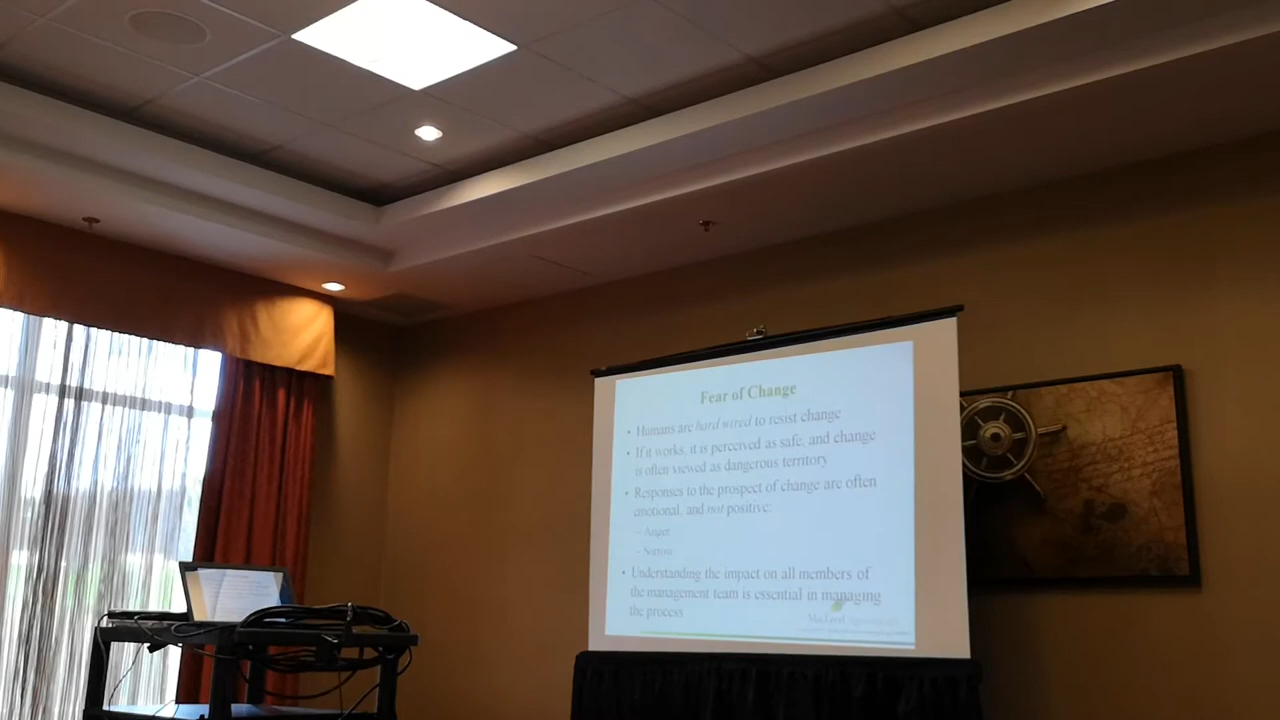 Fear of Change
• Humans are hard wired to resist change
• If it works, it is perceived as safe, and change
is often viewed as dangerous territory
• Responses to the prospect of change are often
emotional, and not positive:
– Anger
– Sorrow
• Understanding the impact on all members of
the management team is essential in managing
the process
MacLeod